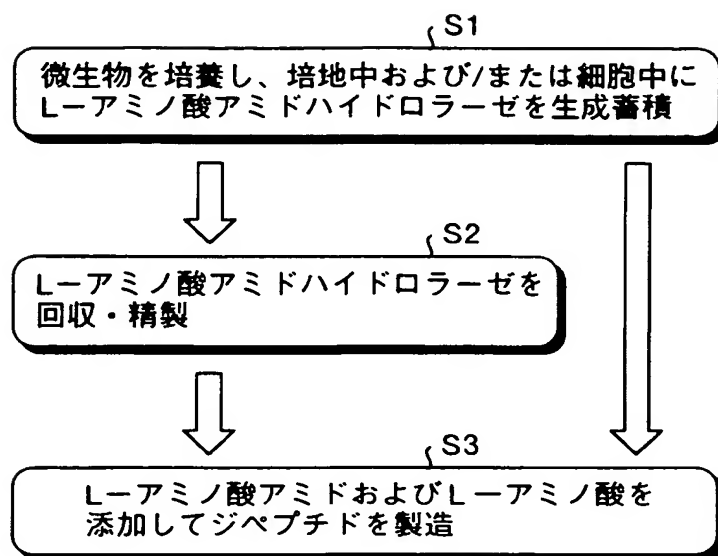 S1
微生物を培養し、培地中および/または細胞中に
L－アミノ酸アミドハイドロラーゼを生成蓄積
S2
L－アミノ酸アミドハイドロラーゼを
回収・精製
S3
L－アミノ酸アミドおよびL－アミノ酸を
添加してジペプチドを製造